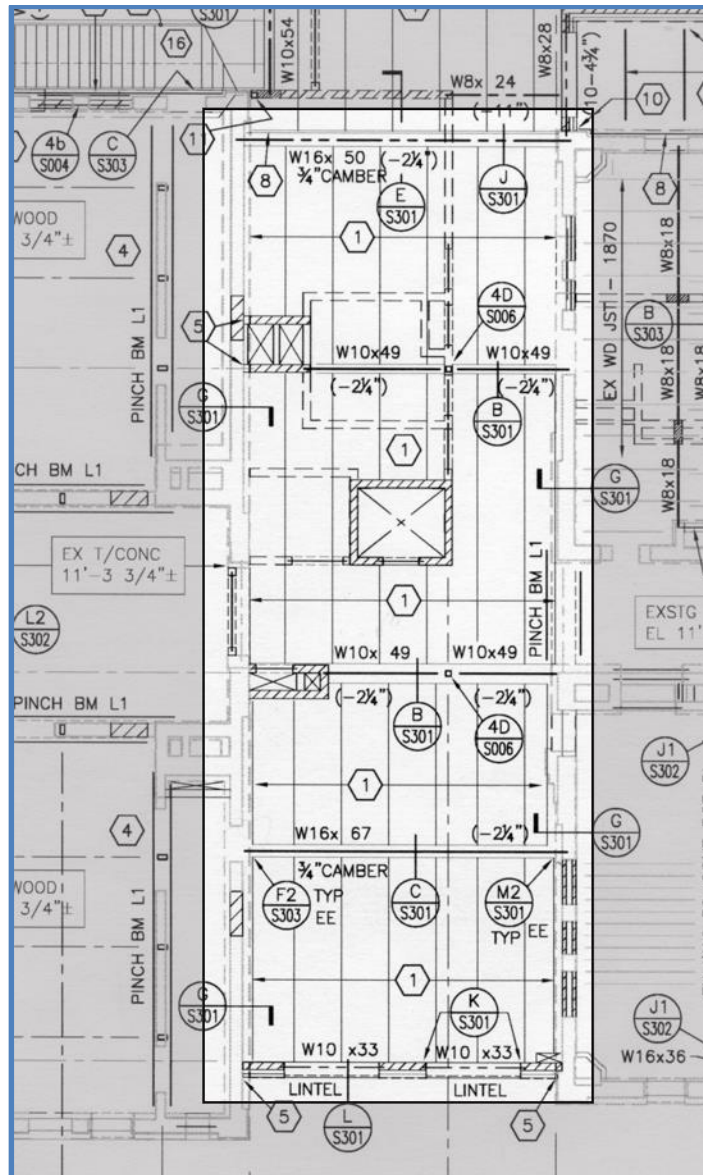 16
S301
W10x54
W8x 24
(-11")
W8x28
10-4¾"
10
11
4b
S004
C
S303
8
W16x 50 (-2¼")
¾"CAMBER
E
S301
J
S301
8
WOOD
3/4"±
4
1
EX WD JST - 1870
W8x18
5
4D
S006
B
S303
PINCH BM L1
W10x49
W10x49
(-2¼")
(-2¼")
W8x18
W8x18
G
S301
B
S301
1
CH BM L1
G
S301
W8x18
EX T/CONC
11'-3 3/4"±
PINCH BM L1
1
L2
S302
EXSTG
EL 11'
W10x 49
W10x49
PINCH BM L1
(-2¼")
(-2¼")
B
S301
4D
S006
J1
S302
1
4
W16x 67
(-2¼")
G
S301
¾"CAMBER
WOOD
3/4"±
F2
S303
TYP
EE
C
S301
M2
S301
TYP EE
PINCH BM L1
1
G
S301
K
S301
J1
S302
W10 x33
W10 x33
W16x36
LINTEL
LINTEL
5
L
S301
5